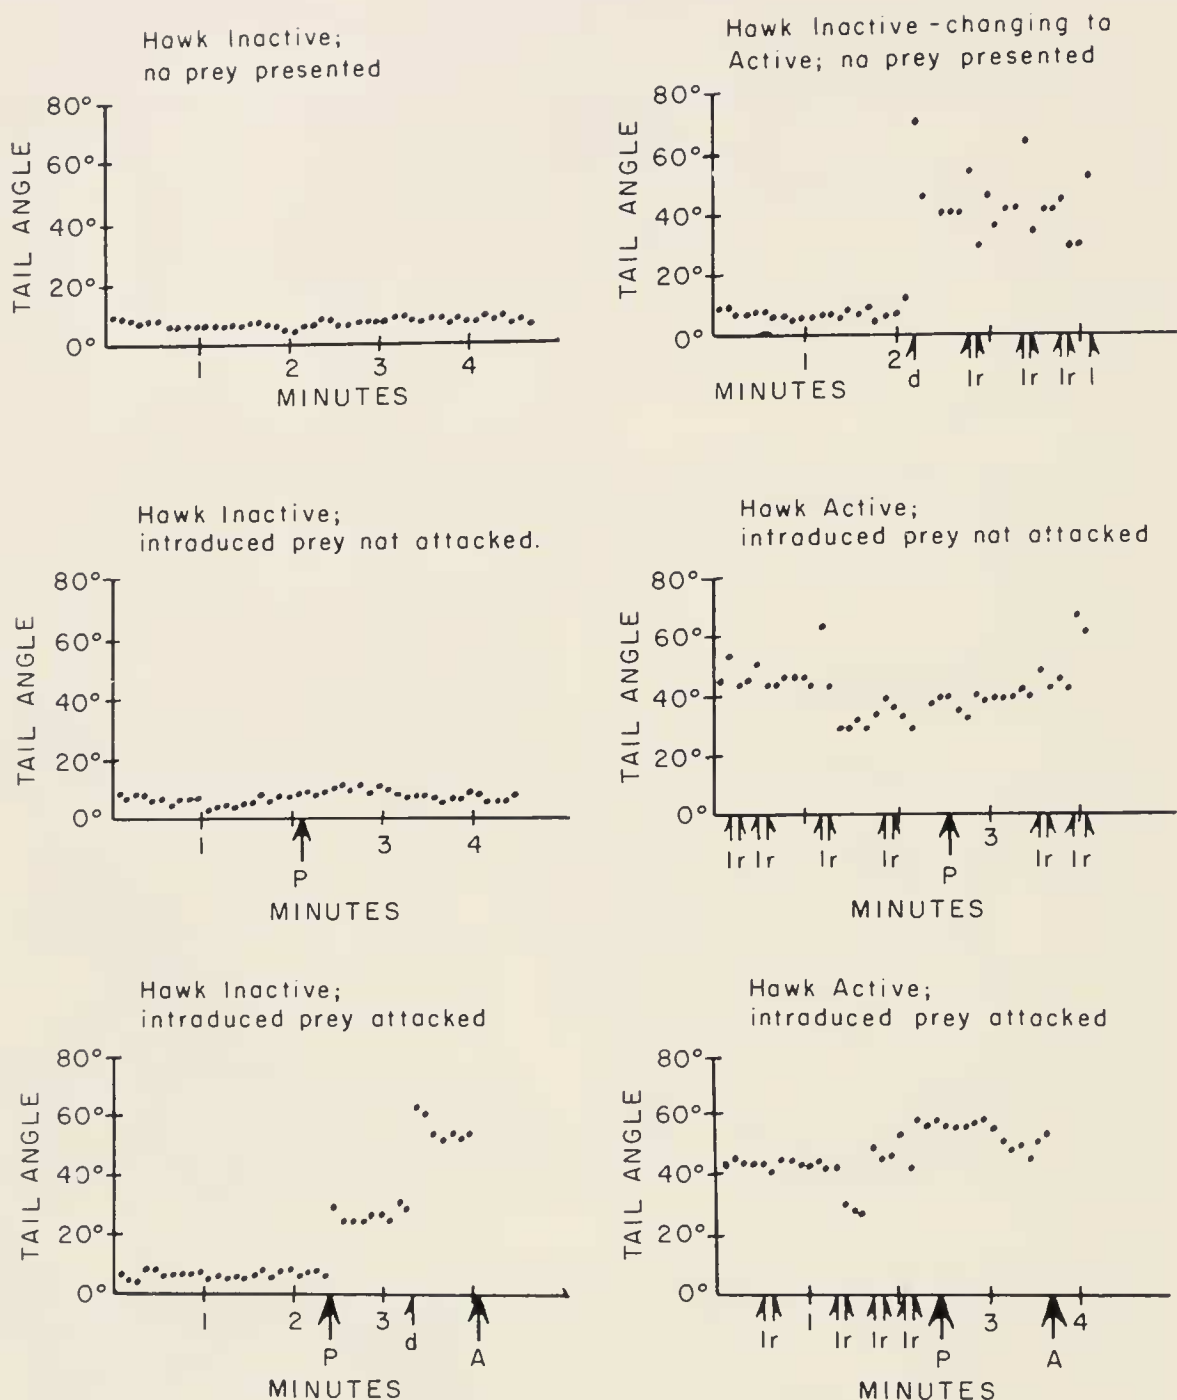 Hawk Inactive;
no prey presented
TAIL ANGLE
80°
60°
40°
20°
0°
1 2 3 4
MINUTES
Hawk Inactive - changing to
Active; no prey presented
TAIL ANGLE
80°
60°
40°
20°
0°
1 2 d lr lr lr l
MINUTES
Hawk Inactive;
introduced prey not attacked.
TAIL ANGLE
80°
60°
40°
20°
0°
1 3 4
P
MINUTES
Hawk Active;
introduced prey not attacked
TAIL ANGLE
80°
60°
40°
20°
0°
lr lr lr lr 3 lr lr
P
MINUTES
Hawk Inactive;
introduced prey attacked
TAIL ANGLE
80°
60°
40°
20°
0°
1 2 3 d
P A
MINUTES
Hawk Active;
introduced prey attacked
TAIL ANGLE
80°
60°
40°
20°
0°
lr 1 lr lr lr 3 4
P A
MINUTES